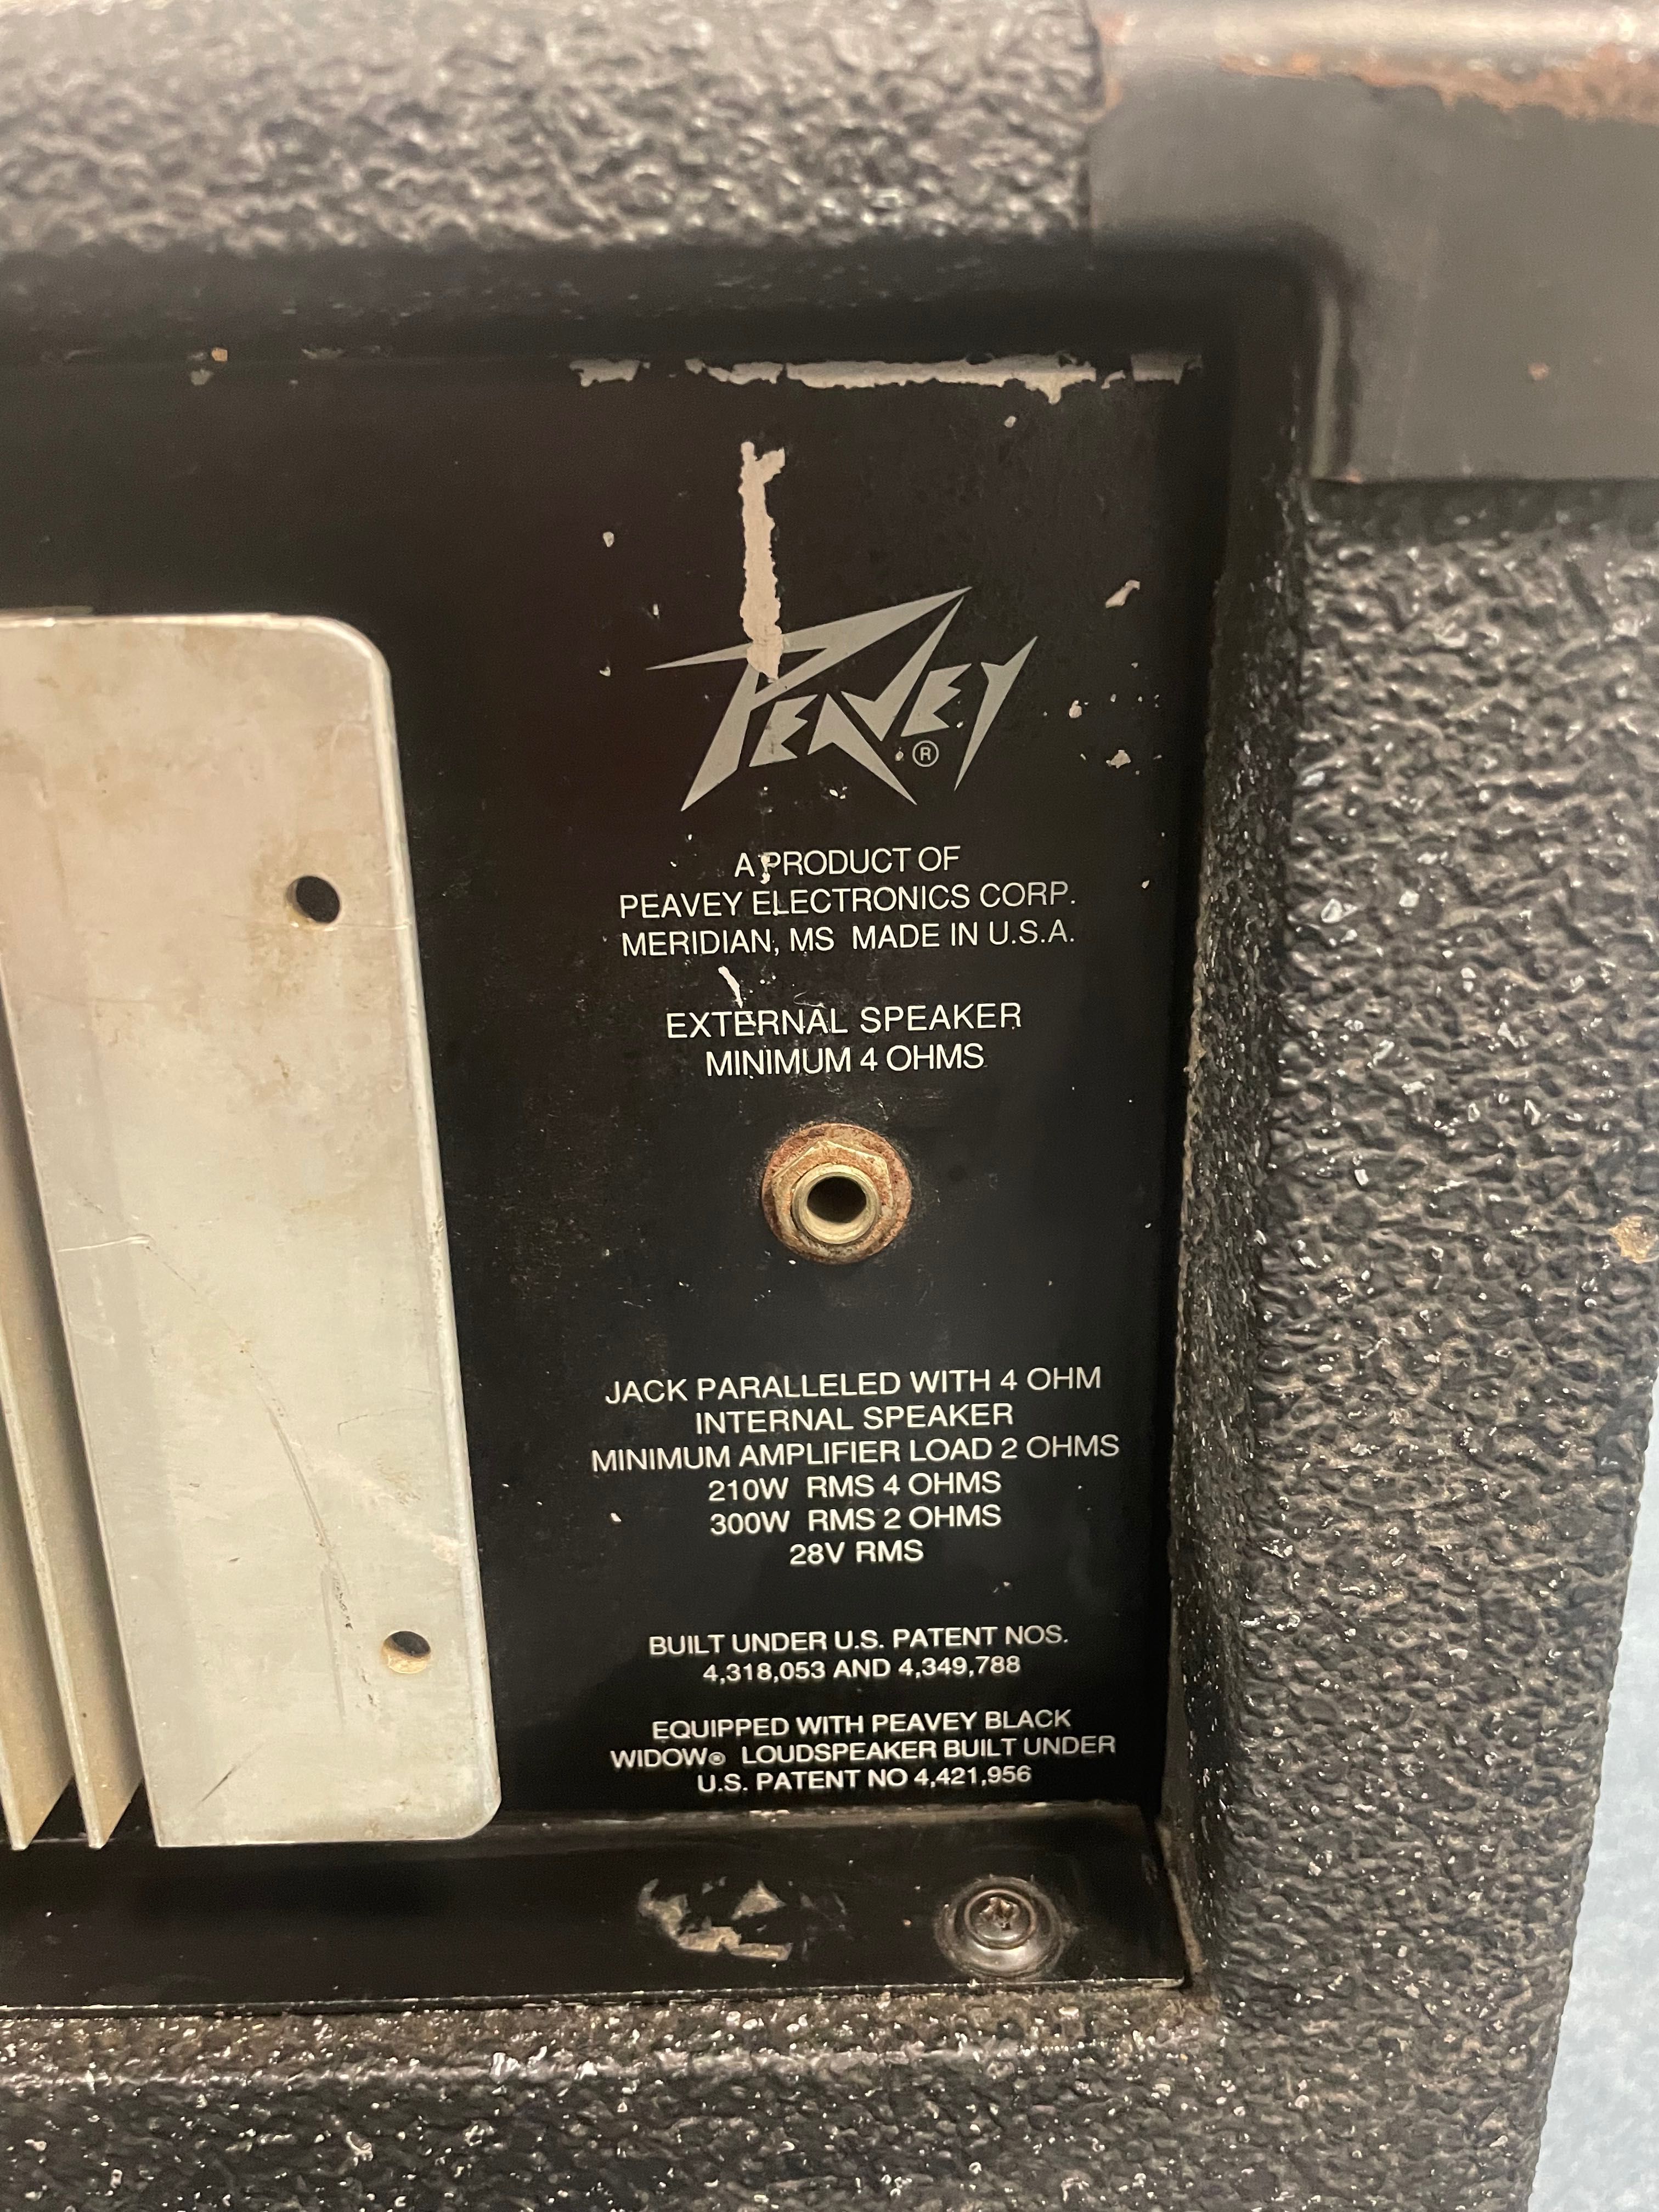 PEAVEY®
A PRODUCT OF
PEAVEY ELECTRONICS CORP.
MERIDIAN, MS MADE IN U.S.A.
EXTERNAL SPEAKER
MINIMUM 4 OHMS
JACK PARALLELED WITH 4 OHM
INTERNAL SPEAKER
MINIMUM AMPLIFIER LOAD 2 OHMS
210W RMS 4 OHMS
300W RMS 2 OHMS
28V RMS
BUILT UNDER U.S. PATENT NOS.
4,318,053 AND 4,349,788
EQUIPPED WITH PEAVEY BLACK
WIDOW® LOUDSPEAKER BUILT UNDER
U.S. PATENT NO 4,421,956